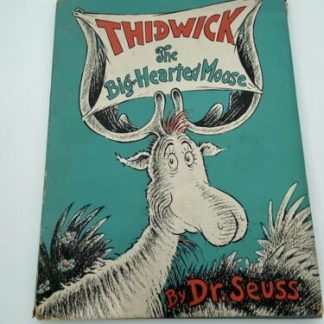 THIDWICK
The
Big-Hearted Moose
By Dr. Seuss